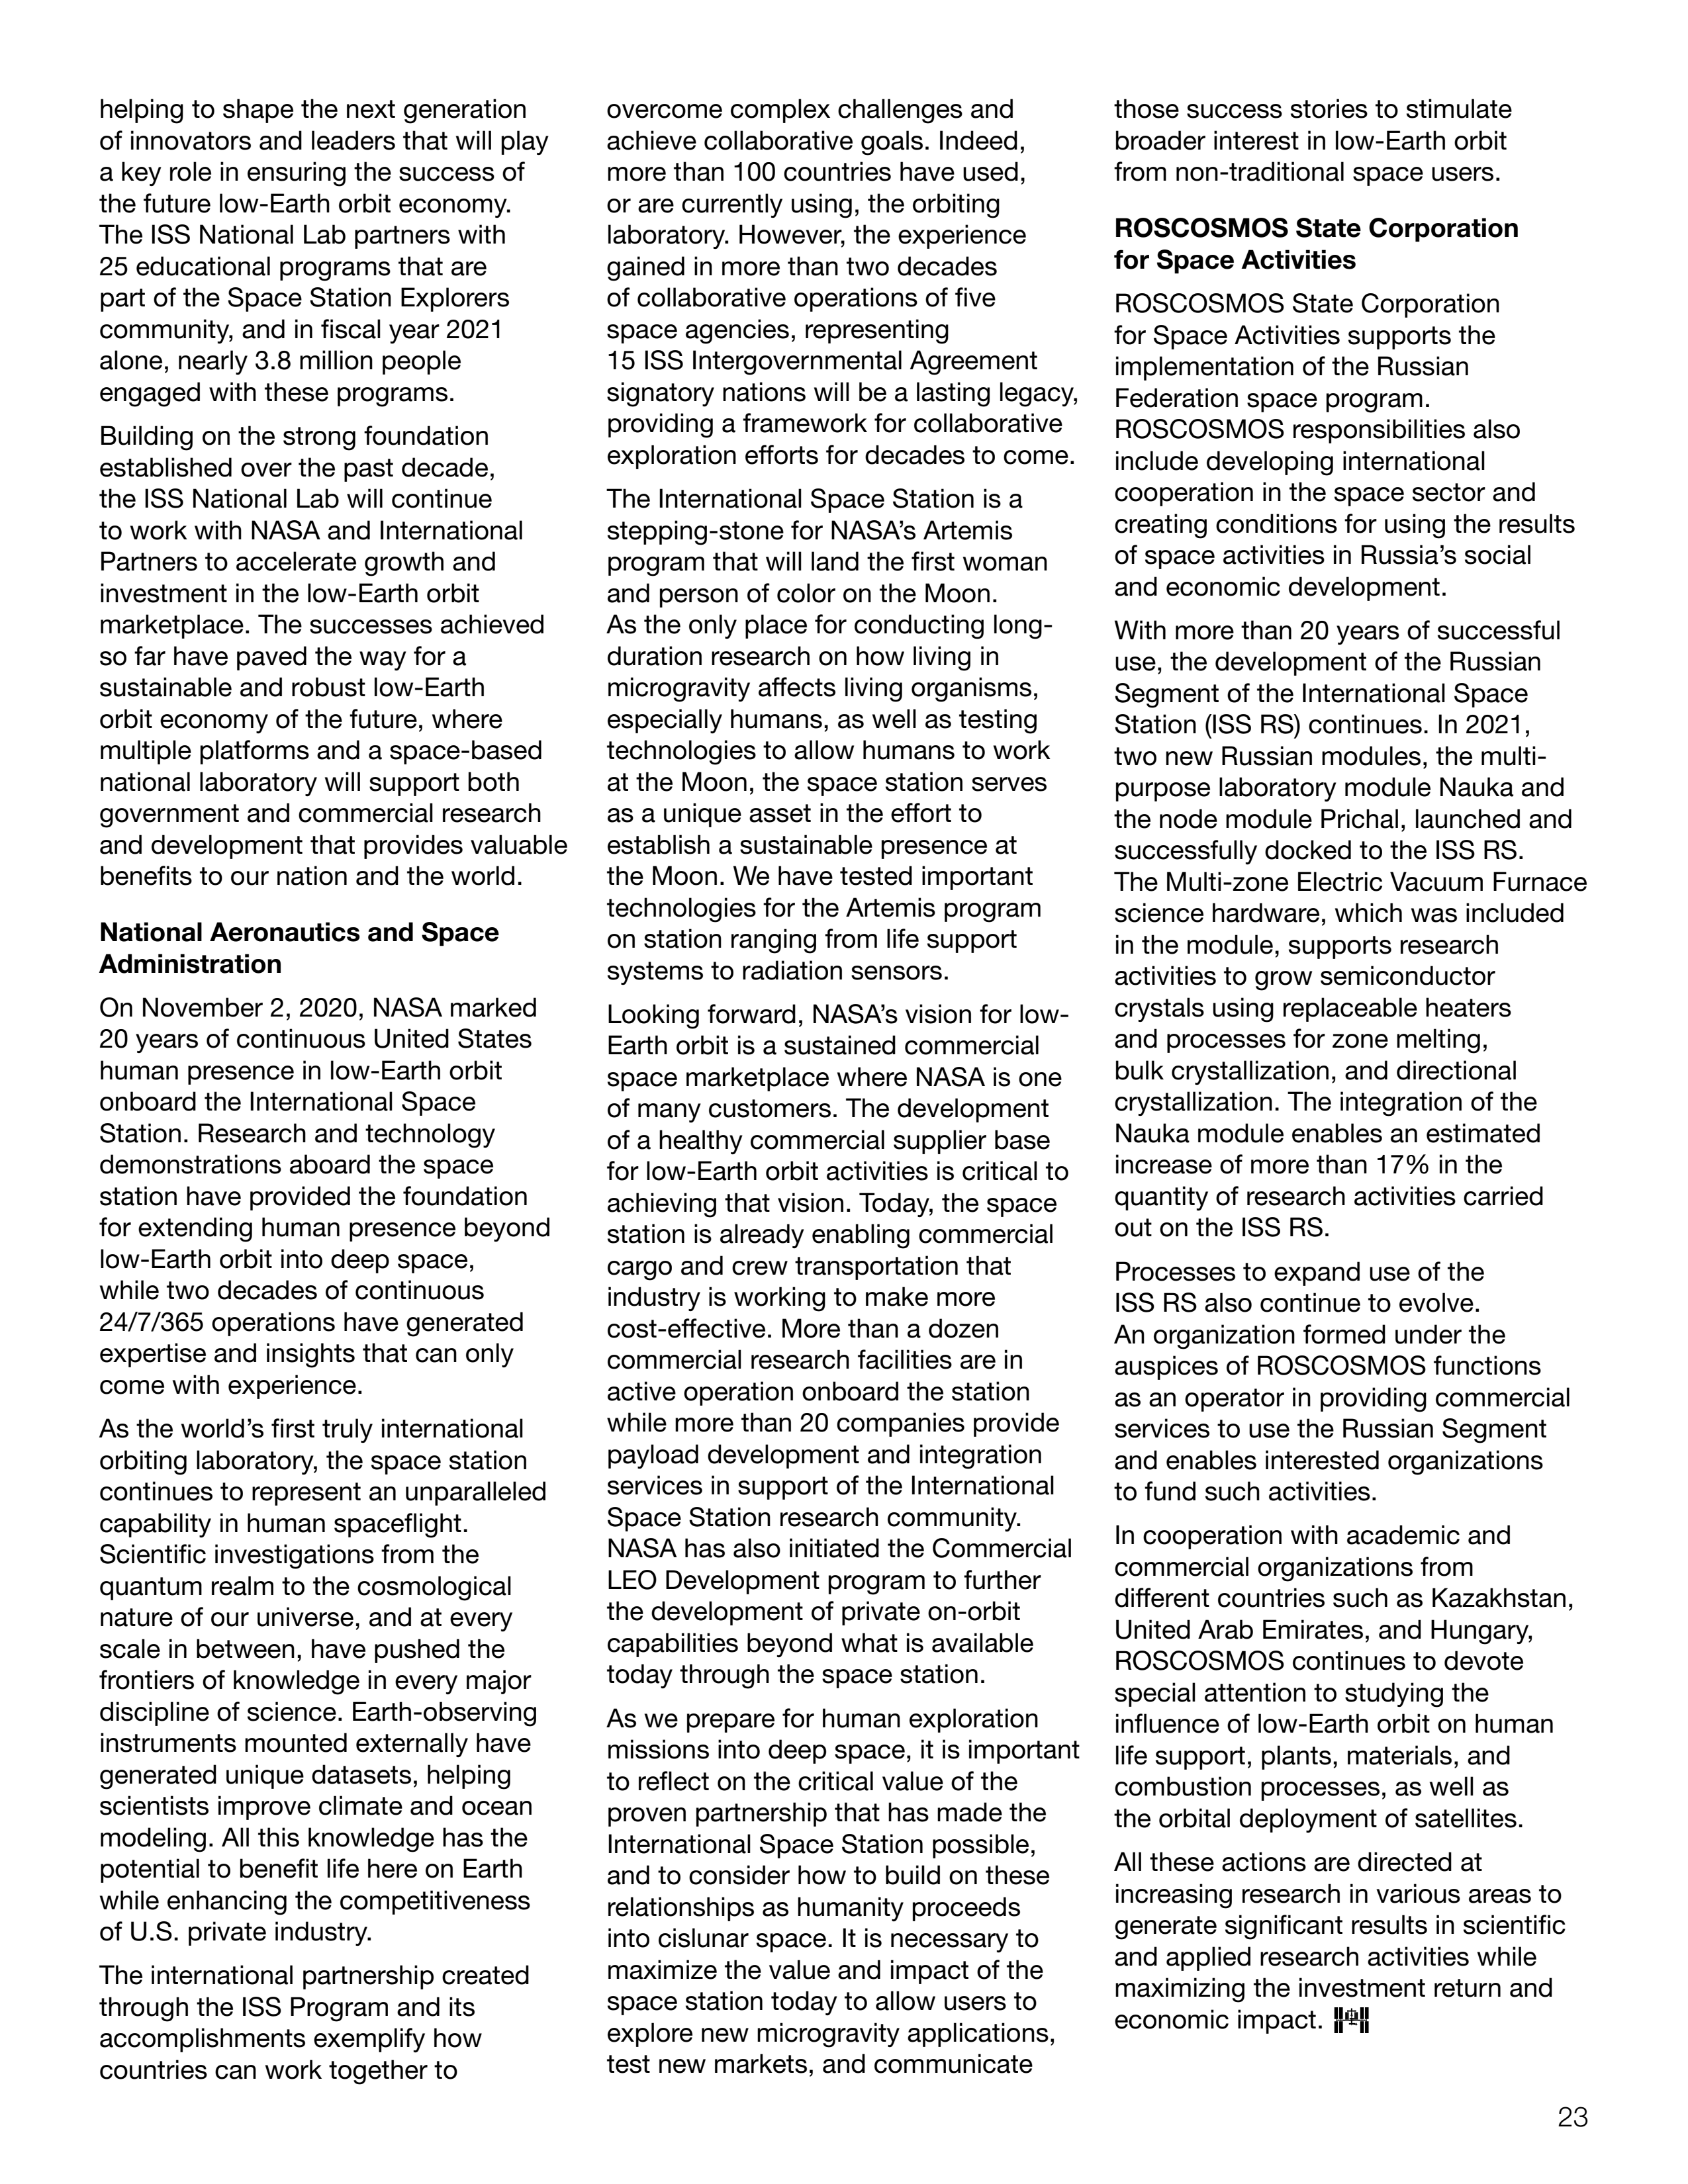 helping to shape the next generation
of innovators and leaders that will play
a key role in ensuring the success of
the future low-Earth orbit economy.
The ISS National Lab partners with
25 educational programs that are
part of the Space Station Explorers
community, and in fiscal year 2021
alone, nearly 3.8 million people
engaged with these programs.
Building on the strong foundation
established over the past decade,
the ISS National Lab will continue
to work with NASA and International
Partners to accelerate growth and
investment in the low-Earth orbit
marketplace. The successes achieved
so far have paved the way for a
sustainable and robust low-Earth
orbit economy of the future, where
multiple platforms and a space-based
national laboratory will support both
government and commercial research
and development that provides valuable
benefits to our nation and the world.
National Aeronautics and Space
Administration
On November 2, 2020, NASA marked
20 years of continuous United States
human presence in low-Earth orbit
onboard the International Space
Station. Research and technology
demonstrations aboard the space
station have provided the foundation
for extending human presence beyond
low-Earth orbit into deep space,
while two decades of continuous
24/7/365 operations have generated
expertise and insights that can only
come with experience.
As the world's first truly international
orbiting laboratory, the space station
continues to represent an unparalleled
capability in human spaceflight.
Scientific investigations from the
quantum realm to the cosmological
nature of our universe, and at every
scale in between, have pushed the
frontiers of knowledge in every major
discipline of science. Earth-observing
instruments mounted externally have
generated unique datasets, helping
scientists improve climate and ocean
modeling. All this knowledge has the
potential to benefit life here on Earth
while enhancing the competitiveness
of U.S. private industry.
The international partnership created
through the ISS Program and its
accomplishments exemplify how
countries can work together to
overcome complex challenges and
achieve collaborative goals. Indeed,
more than 100 countries have used,
or are currently using, the orbiting
laboratory. However, the experience
gained in more than two decades
of collaborative operations of five
space agencies, representing
15 ISS Intergovernmental Agreement
signatory nations will be a lasting legacy,
providing a framework for collaborative
exploration efforts for decades to come.
The International Space Station is a
stepping-stone for NASA's Artemis
program that will land the first woman
and person of color on the Moon.
As the only place for conducting long-
duration research on how living in
microgravity affects living organisms,
especially humans, as well as testing
technologies to allow humans to work
at the Moon, the space station serves
as a unique asset in the effort to
establish a sustainable presence at
the Moon. We have tested important
technologies for the Artemis program
on station ranging from life support
systems to radiation sensors.
Looking forward, NASA's vision for low-
Earth orbit is a sustained commercial
space marketplace where NASA is one
of many customers. The development
of a healthy commercial supplier base
for low-Earth orbit activities is critical to
achieving that vision. Today, the space
station is already enabling commercial
cargo and crew transportation that
industry is working to make more
cost-effective. More than a dozen
commercial research facilities are in
active operation onboard the station
while more than 20 companies provide
payload development and integration
services in support of the International
Space Station research community.
NASA has also initiated the Commercial
LEO Development program to further
the development of private on-orbit
capabilities beyond what is available
today through the space station.
As we prepare for human exploration
missions into deep space, it is important
to reflect on the critical value of the
proven partnership that has made the
International Space Station possible,
and to consider how to build on these
relationships as humanity proceeds
into cislunar space. It is necessary to
maximize the value and impact of the
space station today to allow users to
explore new microgravity applications,
test new markets, and communicate
those success stories to stimulate
broader interest in low-Earth orbit
from non-traditional space users.
ROSCOSMOS State Corporation
for Space Activities
ROSCOSMOS State Corporation
for Space Activities supports the
implementation of the Russian
Federation space program.
ROSCOSMOS responsibilities also
include developing international
cooperation in the space sector and
creating conditions for using the results
of space activities in Russia's social
and economic development.
With more than 20 years of successful
use, the development of the Russian
Segment of the International Space
Station (ISS RS) continues. In 2021,
two new Russian modules, the multi-
purpose laboratory module Nauka and
the node module Prichal, launched and
successfully docked to the ISS RS.
The Multi-zone Electric Vacuum Furnace
science hardware, which was included
in the module, supports research
activities to grow semiconductor
crystals using replaceable heaters
and processes for zone melting,
bulk crystallization, and directional
crystallization. The integration of the
Nauka module enables an estimated
increase of more than 17% in the
quantity of research activities carried
out on the ISS RS.
Processes to expand use of the
ISS RS also continue to evolve.
An organization formed under the
auspices of ROSCOSMOS functions
as an operator in providing commercial
services to use the Russian Segment
and enables interested organizations
to fund such activities.
In cooperation with academic and
commercial organizations from
different countries such as Kazakhstan,
United Arab Emirates, and Hungary,
ROSCOSMOS continues to devote
special attention to studying the
influence of low-Earth orbit on human
life support, plants, materials, and
combustion processes, as well as
the orbital deployment of satellites.
All these actions are directed at
increasing research in various areas to
generate significant results in scientific
and applied research activities while
maximizing the investment return and
economic impact.
23